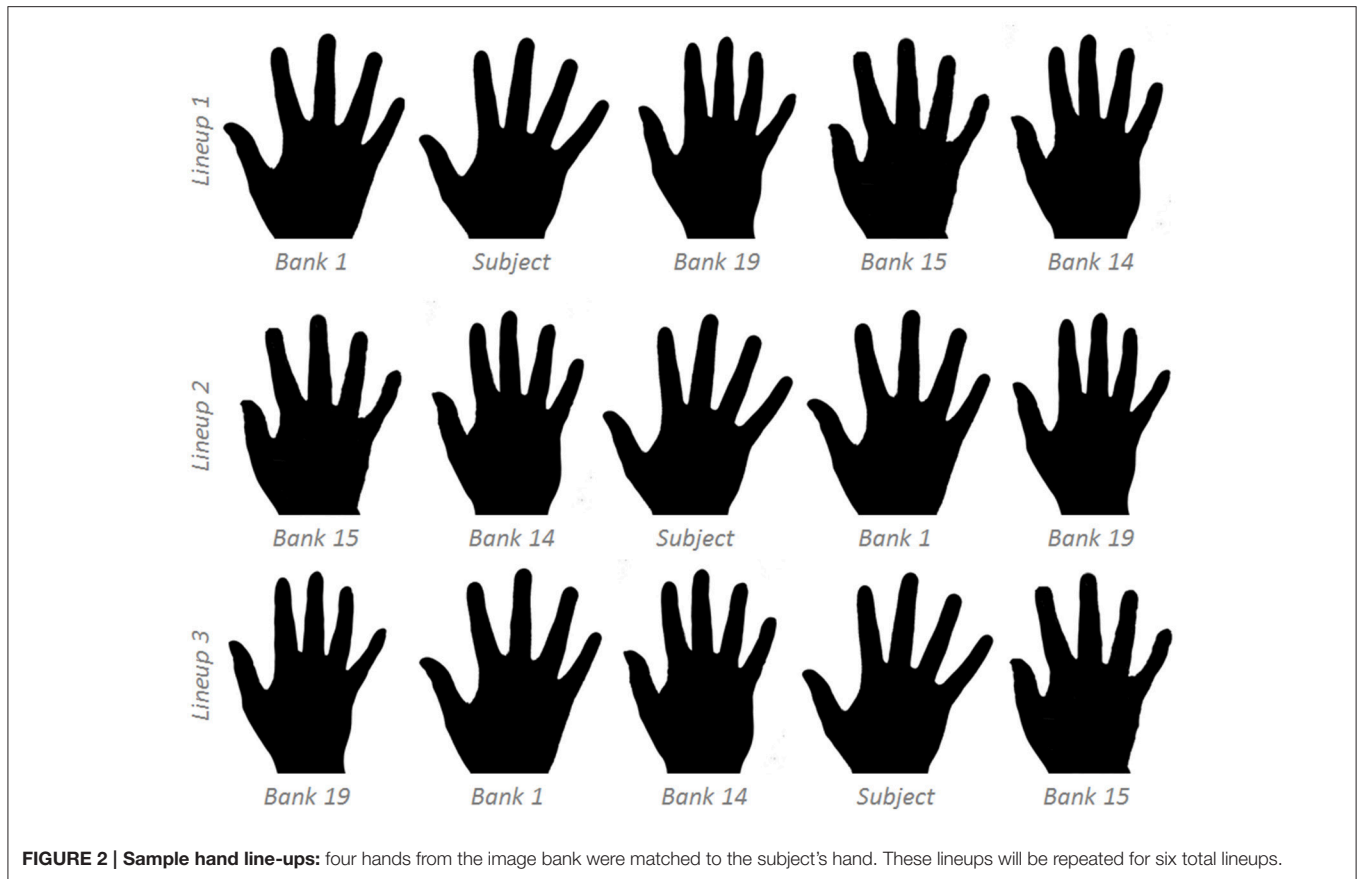 Lineup 1
Bank 1 Subject Bank 19 Bank 15 Bank 14
Lineup 2
Bank 15 Bank 14 Subject Bank 1 Bank 19
Lineup 3
Bank 19 Bank 1 Bank 14 Subject Bank 15
FIGURE 2 | Sample hand line-ups: four hands from the image bank were matched to the subject's hand. These lineups will be repeated for six total lineups.